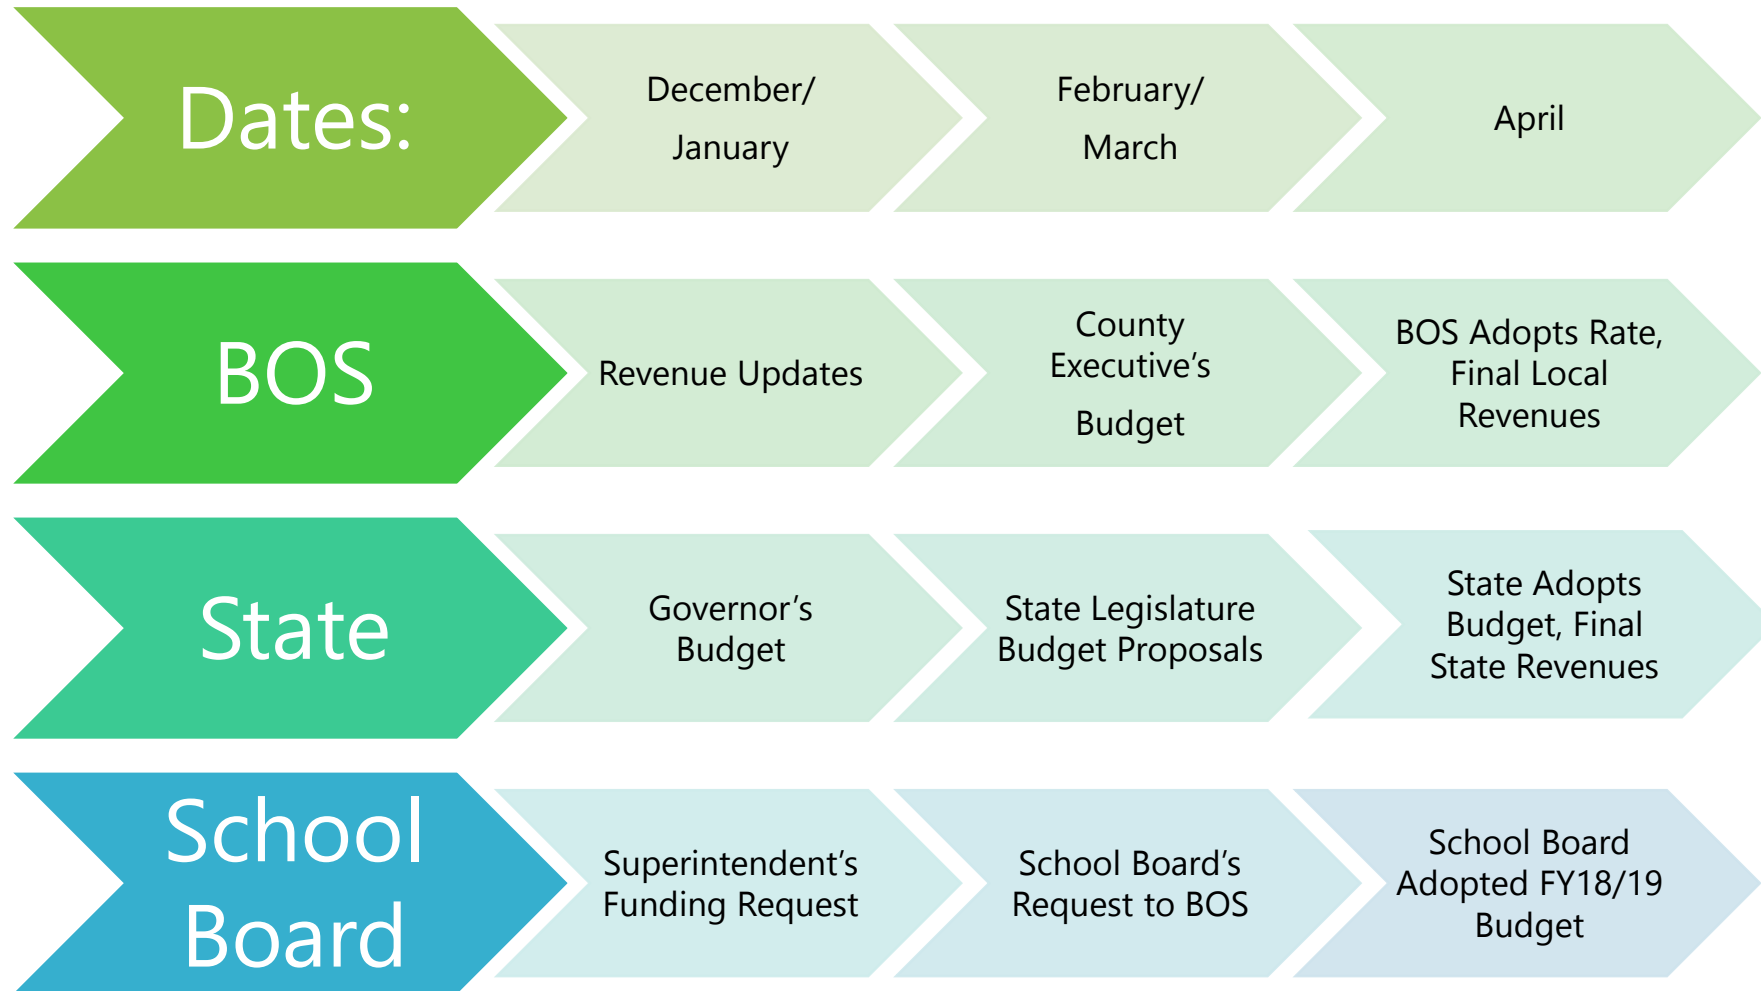 Dates:
December/
January
February/
March
April
BOS
Revenue Updates
County
Executive’s
Budget
BOS Adopts Rate,
Final Local
Revenues
State
Governor’s
Budget
State Legislature
Budget Proposals
State Adopts
Budget, Final
State Revenues
School
Board
Superintendent’s
Funding Request
School Board’s
Request to BOS
School Board
Adopted FY18/19
Budget